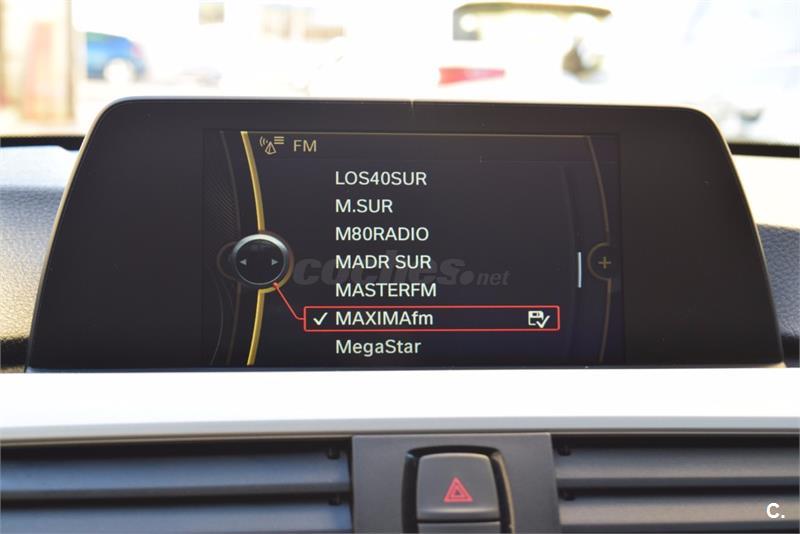 FM
LOS40SUR
M.SUR
M80RADIO
MADR SUR
coches.net
MASTERFM
MAXIMAfm
MegaStar
C.